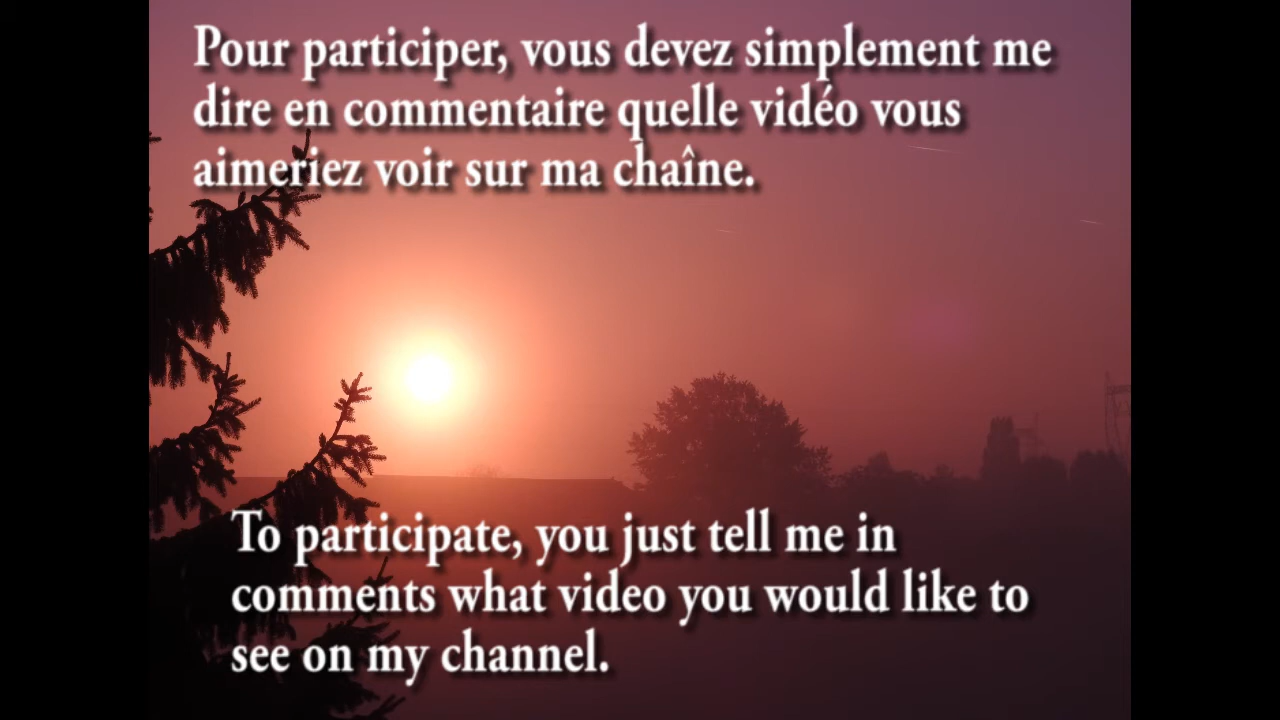 Pour participer, vous devez simplement me
dire en commentaire quelle vidéo vous
aimeriez voir sur ma chaîne.
To participate, you just tell me in
comments what video you would like to
see on my channel.